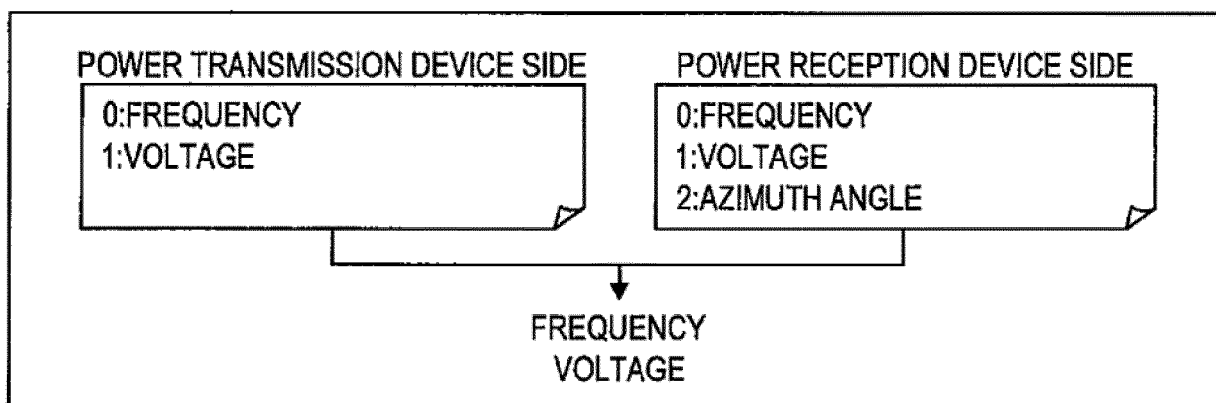 POWER TRANSMISSION DEVICE SIDE
0:FREQUENCY
1:VOLTAGE
POWER RECEPTION DEVICE SIDE
0:FREQUENCY
1:VOLTAGE
2:AZIMUTH ANGLE
FREQUENCY
VOLTAGE